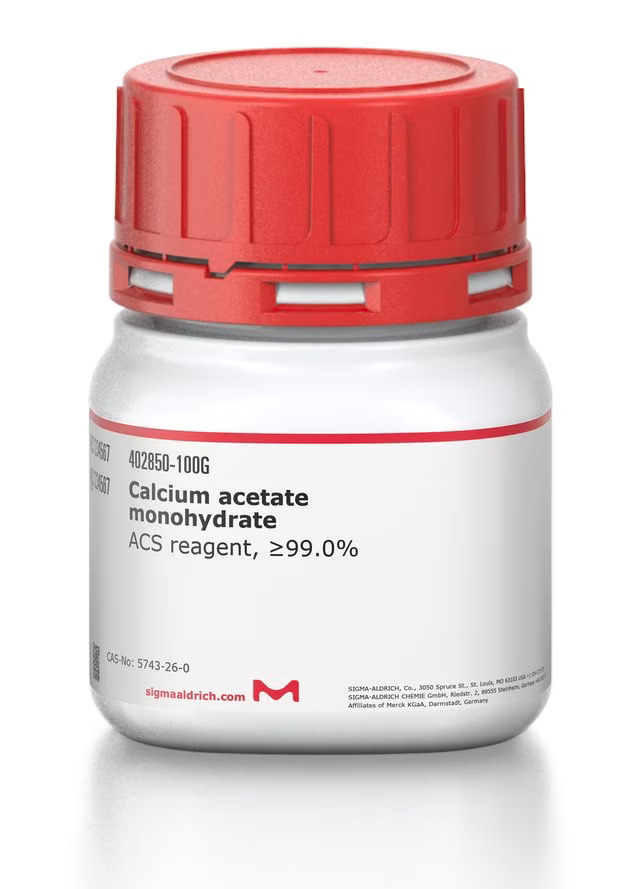 402850-100G
Calcium acetate
monohydrate
ACS reagent, ≥99.0%
CAS-No: 5743-26-0
sigmaaldrich.com
SIGMA-ALDRICH, Co., 3050 Spruce St., St. Louis, MO 63103 USA
SIGMA-ALDRICH CHEMIE GmbH, Riedstr. 2, 89555 Steinheim, Germany
Affiliates of Merck KGaA, Darmstadt, Germany